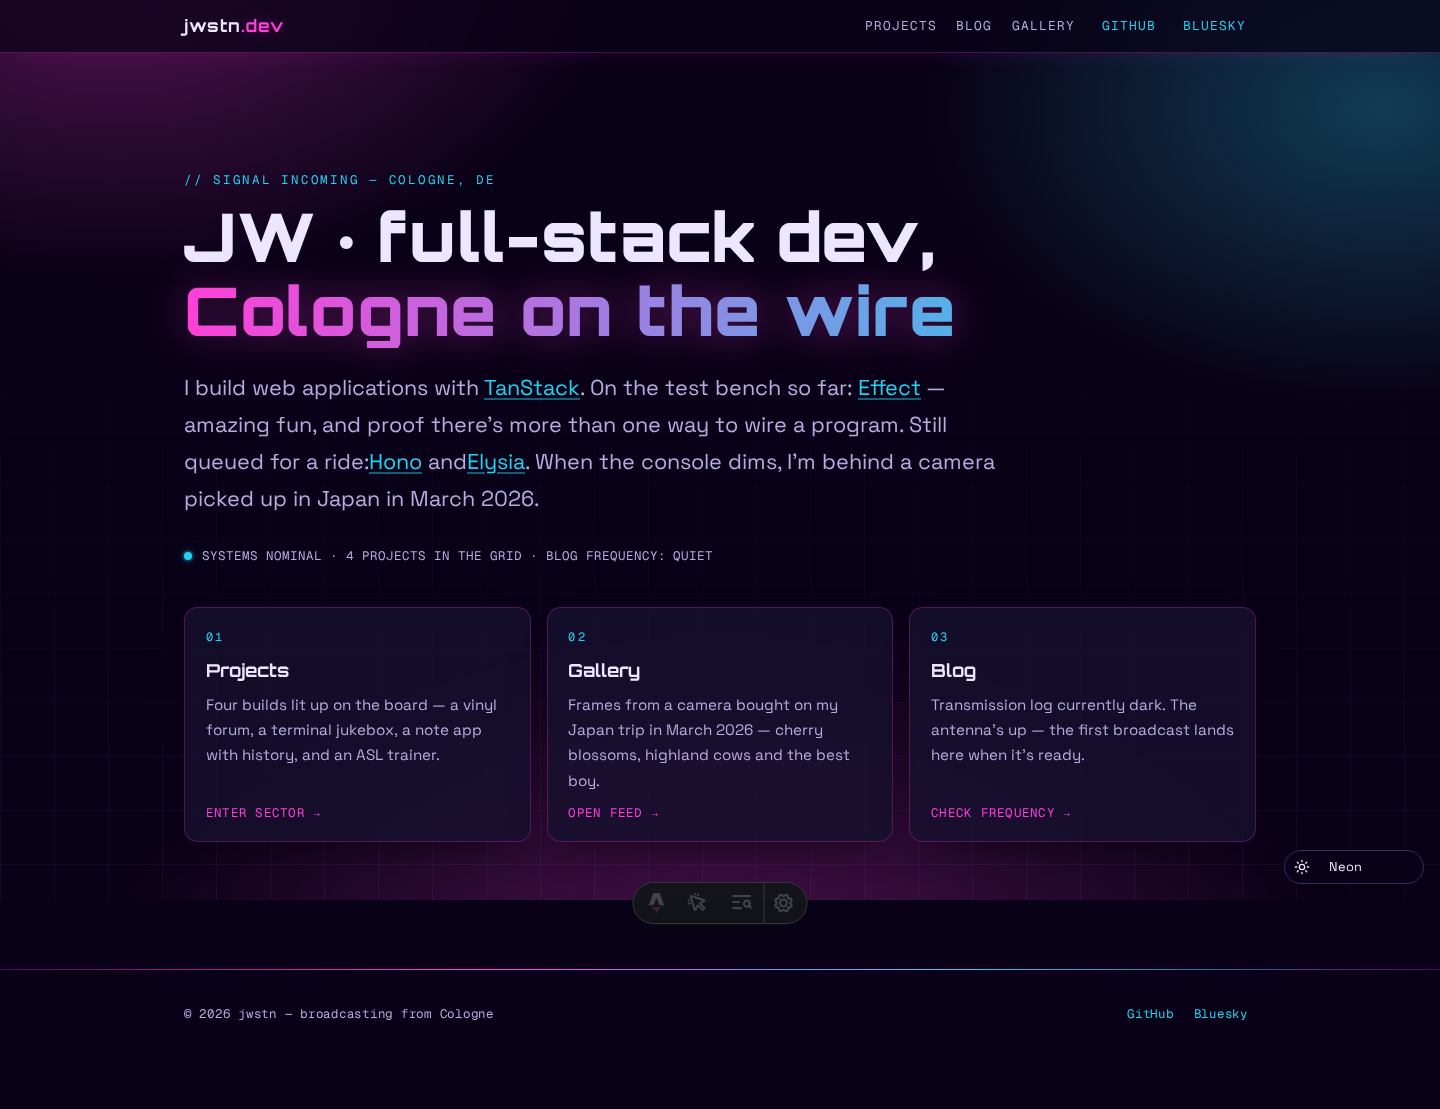 jwstn.dev
PROJECTS BLOG GALLERY GITHUB BLUESKY
// SIGNAL INCOMING — COLOGNE, DE
JW · full-stack dev,
Cologne on the wire
I build web applications with TanStack. On the test bench so far: Effect —
amazing fun, and proof there’s more than one way to wire a program. Still
queued for a ride:Hono andElysia. When the console dims, I’m behind a camera
picked up in Japan in March 2026.
SYSTEMS NOMINAL · 4 PROJECTS IN THE GRID · BLOG FREQUENCY: QUIET
01
Projects
Four builds lit up on the board — a vinyl
forum, a terminal jukebox, a note app
with history, and an ASL trainer.
ENTER SECTOR →
02
Gallery
Frames from a camera bought on my
Japan trip in March 2026 — cherry
blossoms, highland cows and the best
boy.
OPEN FEED →
03
Blog
Transmission log currently dark. The
antenna’s up — the first broadcast lands
here when it’s ready.
CHECK FREQUENCY →
Neon
© 2026 jwstn — broadcasting from Cologne
GitHub Bluesky